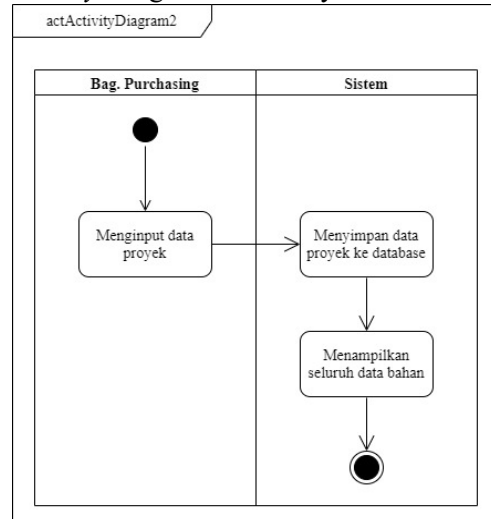 actActivityDiagram2
Bag. Purchasing
Sistem
Menginput data
proyek
Menyimpan data
proyek ke database
Menampilkan
seluruh data bahan